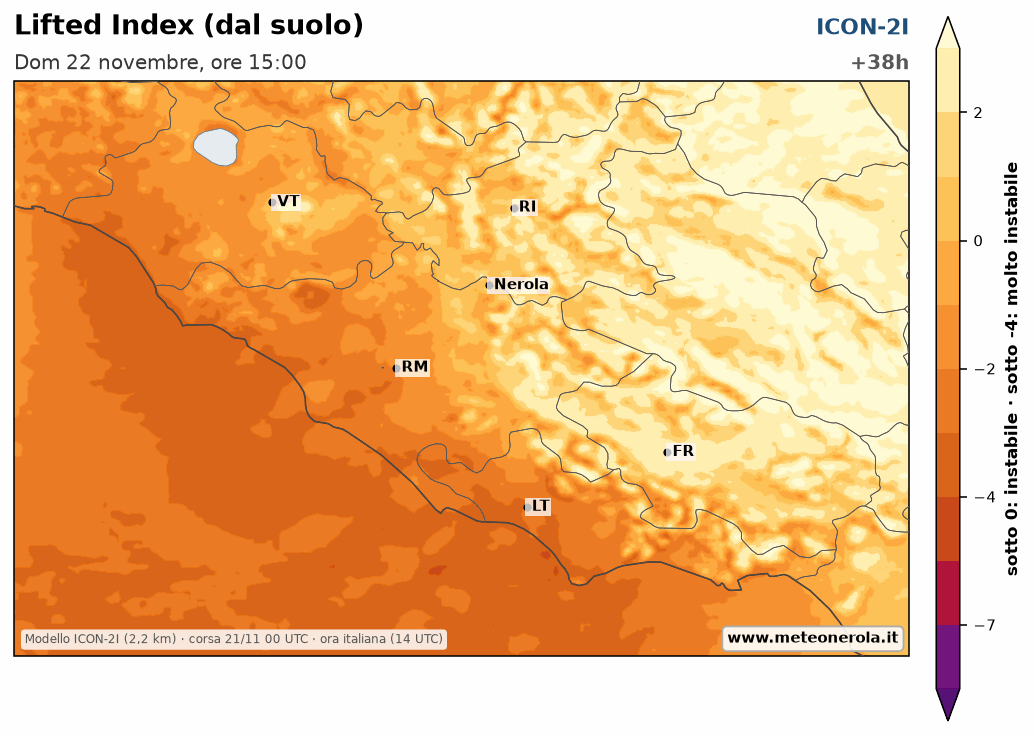 Lifted Index (dal suolo)
ICON-2I
Dom 22 novembre, ore 15:00
+38h
VT
RI
Nerola
RM
FR
LT
Modello ICON-2I (2,2 km) · corsa 21/11 00 UTC · ora italiana (14 UTC)
www.meteonerola.it
2
0
−2
−4
−7
sotto 0: instabile · sotto -4: molto instabile